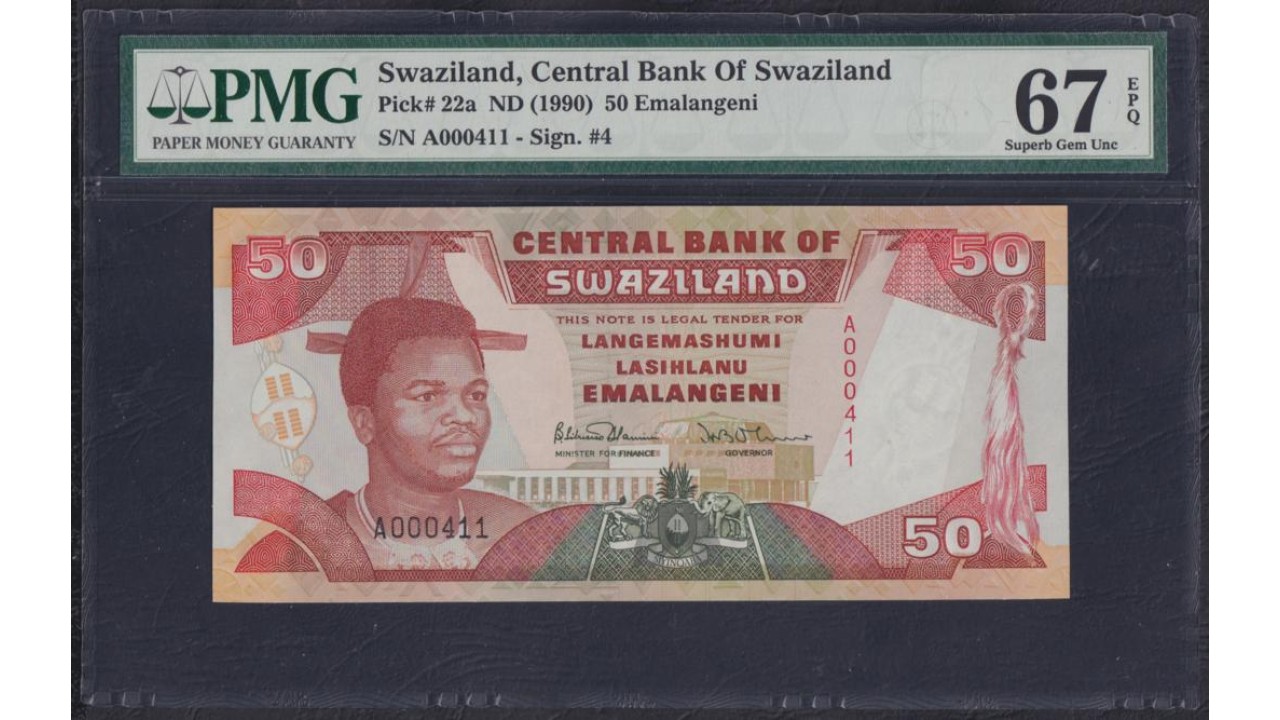 PMG
PAPER MONEY GUARANTY
Swaziland, Central Bank Of Swaziland
Pick# 22a ND (1990) 50 Emalangeni
S/N A000411 - Sign. #4
67
EPQ
Superb Gem Unc
50
CENTRAL BANK OF
50
SWAZILAND
THIS NOTE IS LEGAL TENDER FOR
LANGEMASHUMI
LASIHLANU
EMALANGENI
A000411
MINISTER FOR FINANCE
GOVERNOR
A000411
50